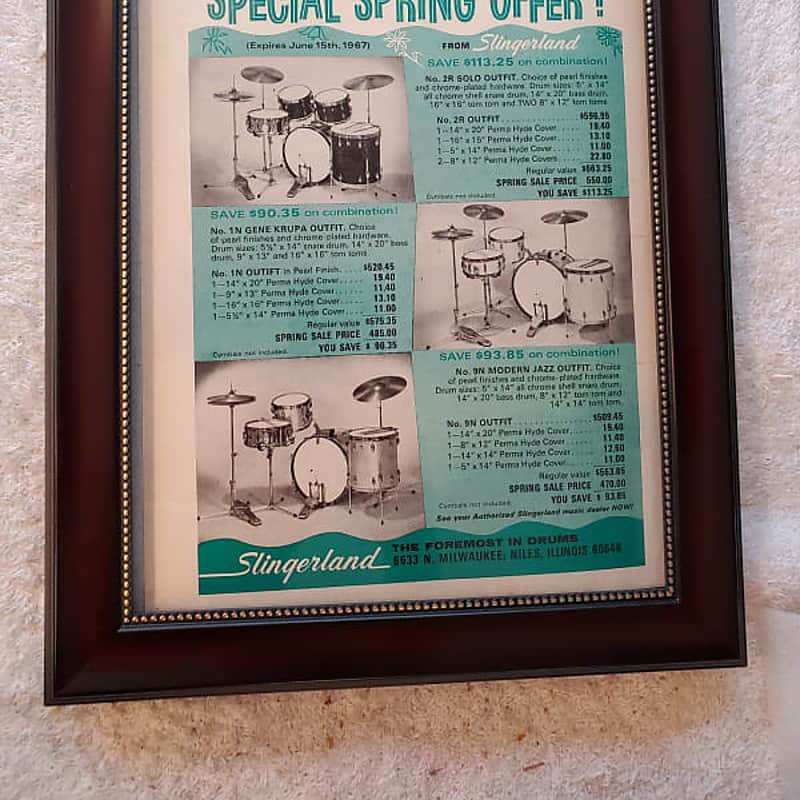 SPECIAL SPRING OFFER!
(Expires June 15th, 1967)
FROM Slingerland
SAVE $113.25 on combination!
No. 2R SOLO OUTFIT. Choice of pearl finishes
and chrome-plated hardware. Drum sizes: 5" x 14"
all chrome shell snare drum, 14" x 20" bass drum,
16" x 16" tom tom and TWO 8" x 12" tom toms
No. 2R OUTFIT $596.95
1—14" x 20" Perma Hyde Cover 19.40
1—16" x 15" Perma Hyde Cover 13.10
1—5" x 14" Perma Hyde Cover 11.00
2—8" x 12" Perma Hyde Covers 22.80
Regular value $663.25
SPRING SALE PRICE 550.00
Cymbals not included. YOU SAVE $113.25
SAVE $90.35 on combination!
No. 1N GENE KRUPA OUTFIT. Choice
of pearl finishes and chrome plated hardware.
Drum sizes: 5½" x 14" snare drum, 14" x 20" bass
drum, 9" x 13" and 16" x 16" tom toms.
No. 1N OUTIFT in Pearl Finish $520.45
1—14" x 20" Perma Hyde Cover 19.40
1—9" x 13" Perma Hyde Cover 11.40
1—16" x 16" Perma Hyde Cover 13.10
1—5½" x 14" Perma Hyde Cover 11.00
Regular value $575.35
SPRING SALE PRICE 485.00
Cymbals not included. YOU SAVE $ 90.35
SAVE $93.85 on combination!
No. 9N MODERN JAZZ OUTFIT. Choice
of pearl finishes and chrome-plated hardware.
Drum sizes: 5" x 14" all chrome shell snare drum,
14" x 20" bass drum, 8" x 12" tom tom and
14" x 14" tom tom.
No. 9N OUTFIT $509.45
1—14" x 20" Perma Hyde Cover 19.40
1—8" x 12" Perma Hyde Cover 11.40
1—14" x 14" Perma Hyde Cover 12.60
1—5" x 14" Perma Hyde Cover 11.00
Regular value $563.85
SPRING SALE PRICE 470.00
Cymbals not included. YOU SAVE $ 93.85
See your Authorized Slingerland music dealer NOW!
Slingerland THE FOREMOST IN DRUMS
6633 N. MILWAUKEE, NILES, ILLINOIS 60648